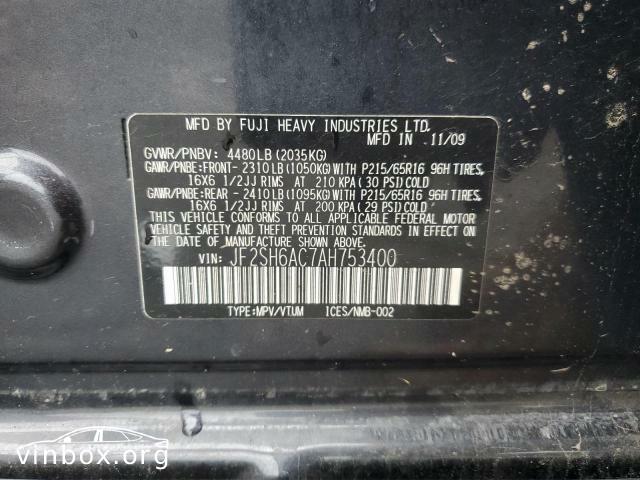 MFD BY FUJI HEAVY INDUSTRIES LTD.
MFD IN 11/09
GVWR/PNBV: 4480LB (2035KG)
GAWR/PNBE:FRONT- 2310 LB (1050KG) WITH P215/65R16 96H TIRES,
16X6 1/2JJ RIMS AT 210 KPA (30 PSI) COLD
GAWR/PNBE:REAR - 2410 LB (1095KG) WITH P215/65R16 96H TIRES,
16X6 1/2JJ RIMS AT 200 KPA (29 PSI) COLD
THIS VEHICLE CONFORMS TO ALL APPLICABLE FEDERAL MOTOR
VEHICLE SAFETY AND THEFT PREVENTION STANDARDS IN EFFECT ON
THE DATE OF MANUFACTURE SHOWN ABOVE.
VIN: JF2SH6AC7AH753400
TYPE:MPV/VTUM ICES/NMB-002
vinbox.org